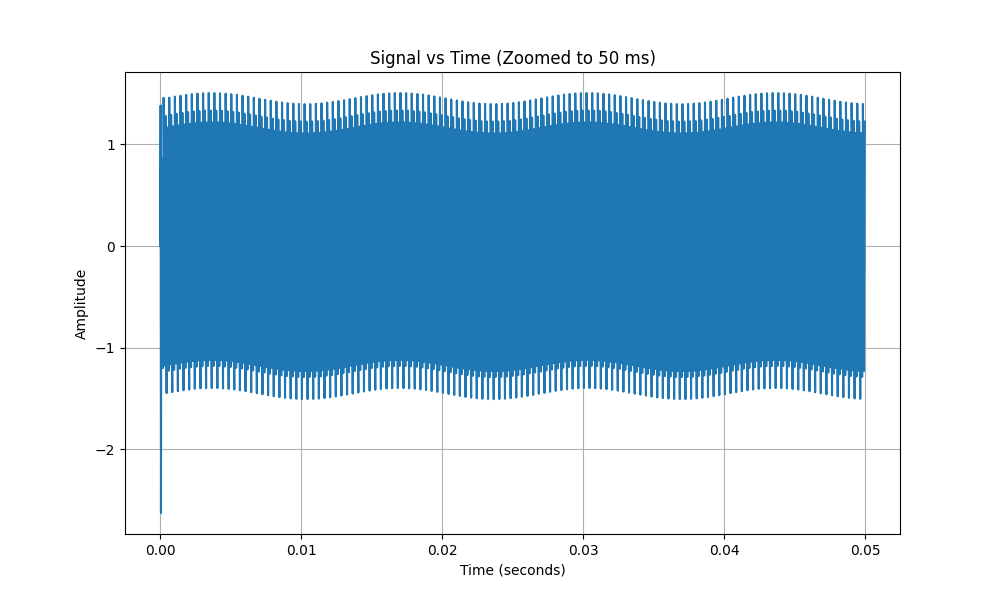 Signal vs Time (Zoomed to 50 ms)
1
0
−1
−2
Amplitude
0.00 0.01 0.02 0.03 0.04 0.05
Time (seconds)